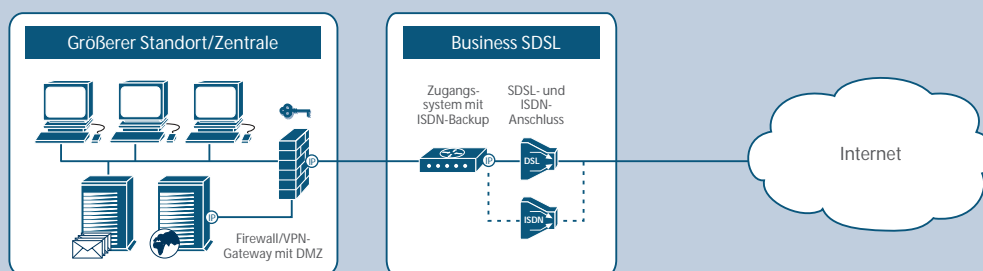 Größerer Standort/Zentrale
Business SDSL
Zugangs-
system mit
ISDN-Backup
SDSL- und
ISDN-
Anschluss
IP
IP
DSL
Internet
IP
ISDN
Firewall/VPN-
Gateway mit DMZ